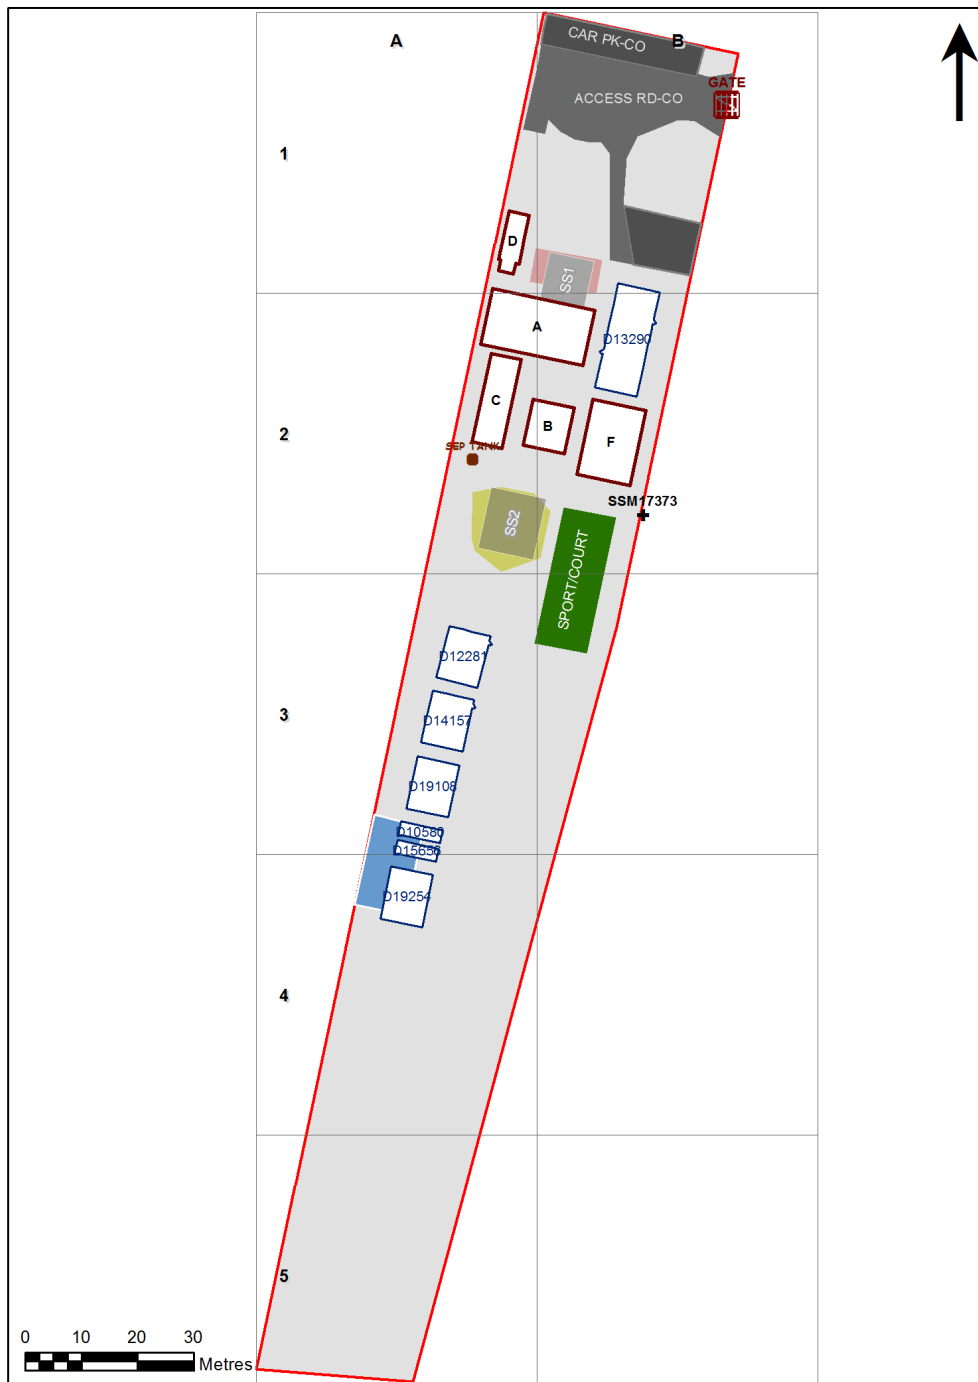 A
B
CAR PK-CO
GATE
ACCESS RD-CO
1
D
SS1
A
D13290
C
B
F
2
SEP TANK
SSM17373
SS2
SPORT/COURT
D12281
3
D14157
D19108
D10580
D15656
D19254
4
5
0 10 20 30
Metres